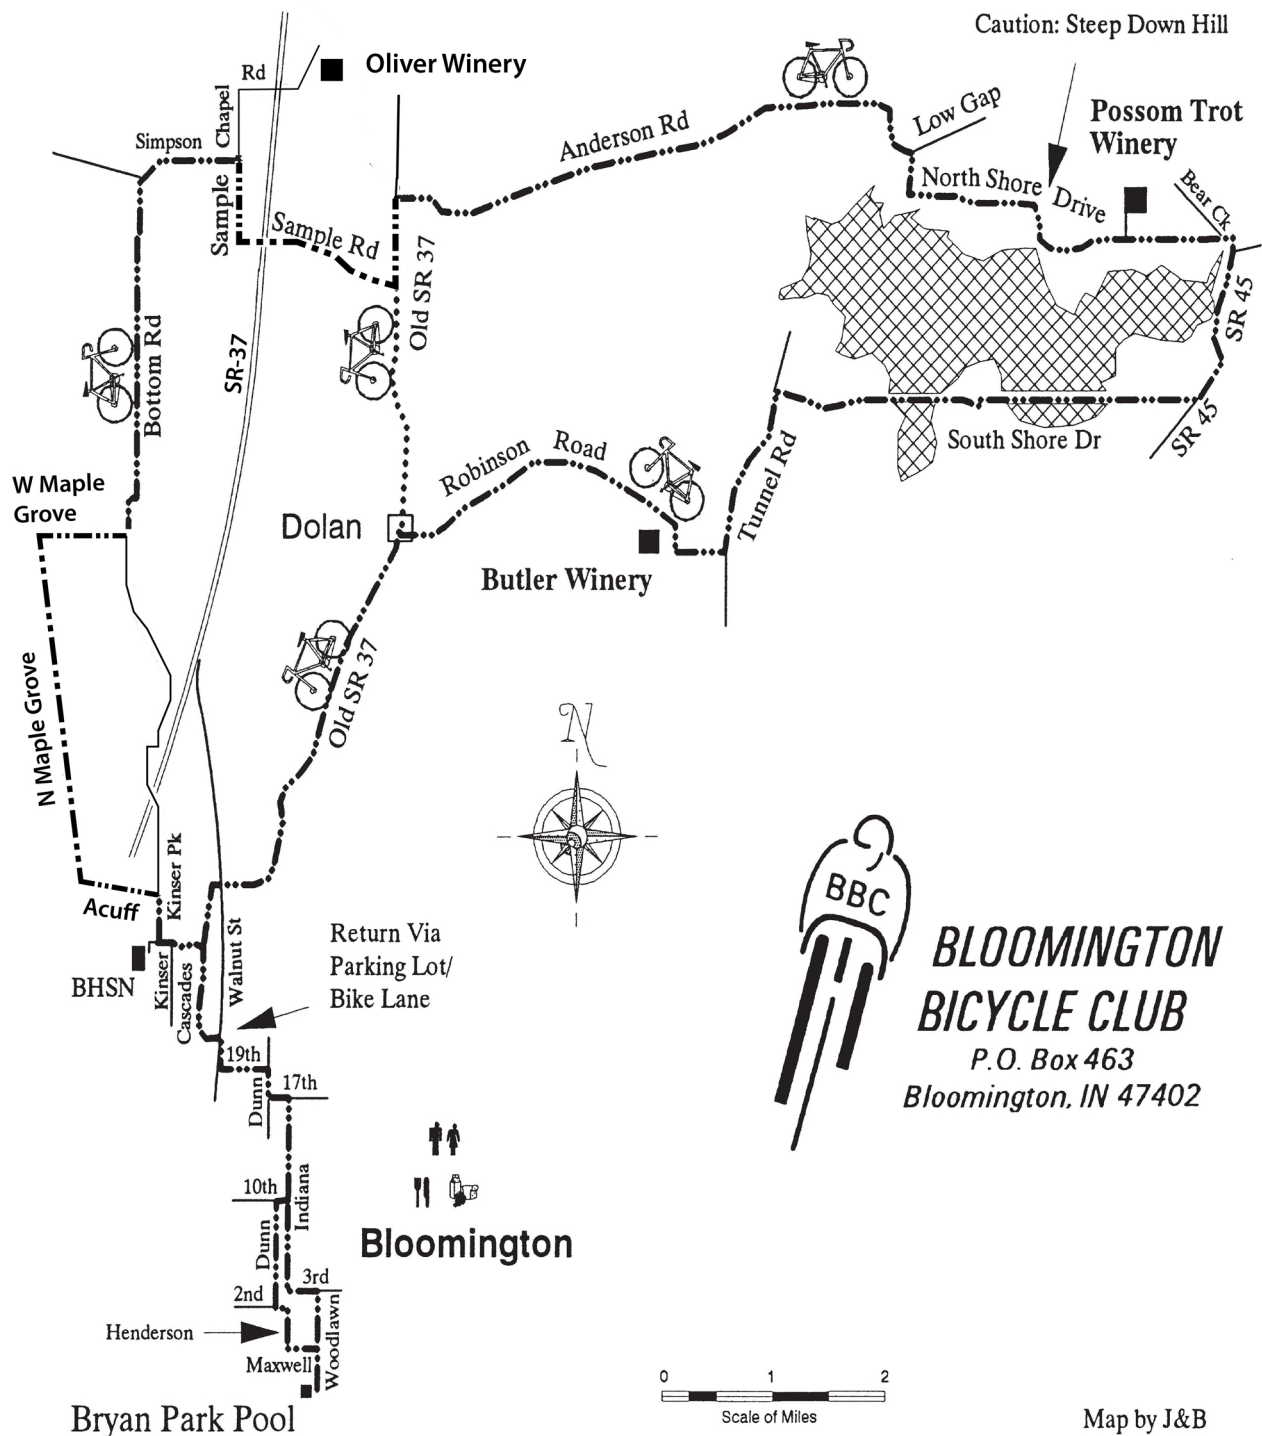 Caution: Steep Down Hill
Oliver Winery
Rd
Simpson
Chapel
Sample
Sample Rd
Anderson Rd
Low Gap
Possom Trot
Winery
North Shore Drive
Bear Ck
Old SR 37
SR-37
SR 45
Bottom Rd
South Shore Dr
SR 45
Robinson Road
Tunnel Rd
W Maple
Grove
Dolan
Butler Winery
N Maple Grove
Old SR 37
N
Kinser Pk
Acuff
Walnut St
Return Via
Parking Lot/
Bike Lane
BHSN
Kinser
Cascades
BBC
BLOOMINGTON
BICYCLE CLUB
P.O. Box 463
Bloomington, IN 47402
19th
17th
Dunn
10th
Indiana
Dunn
Bloomington
3rd
2nd
Henderson
Maxwell
Woodlawn
Bryan Park Pool
0 1 2
Scale of Miles
Map by J&B